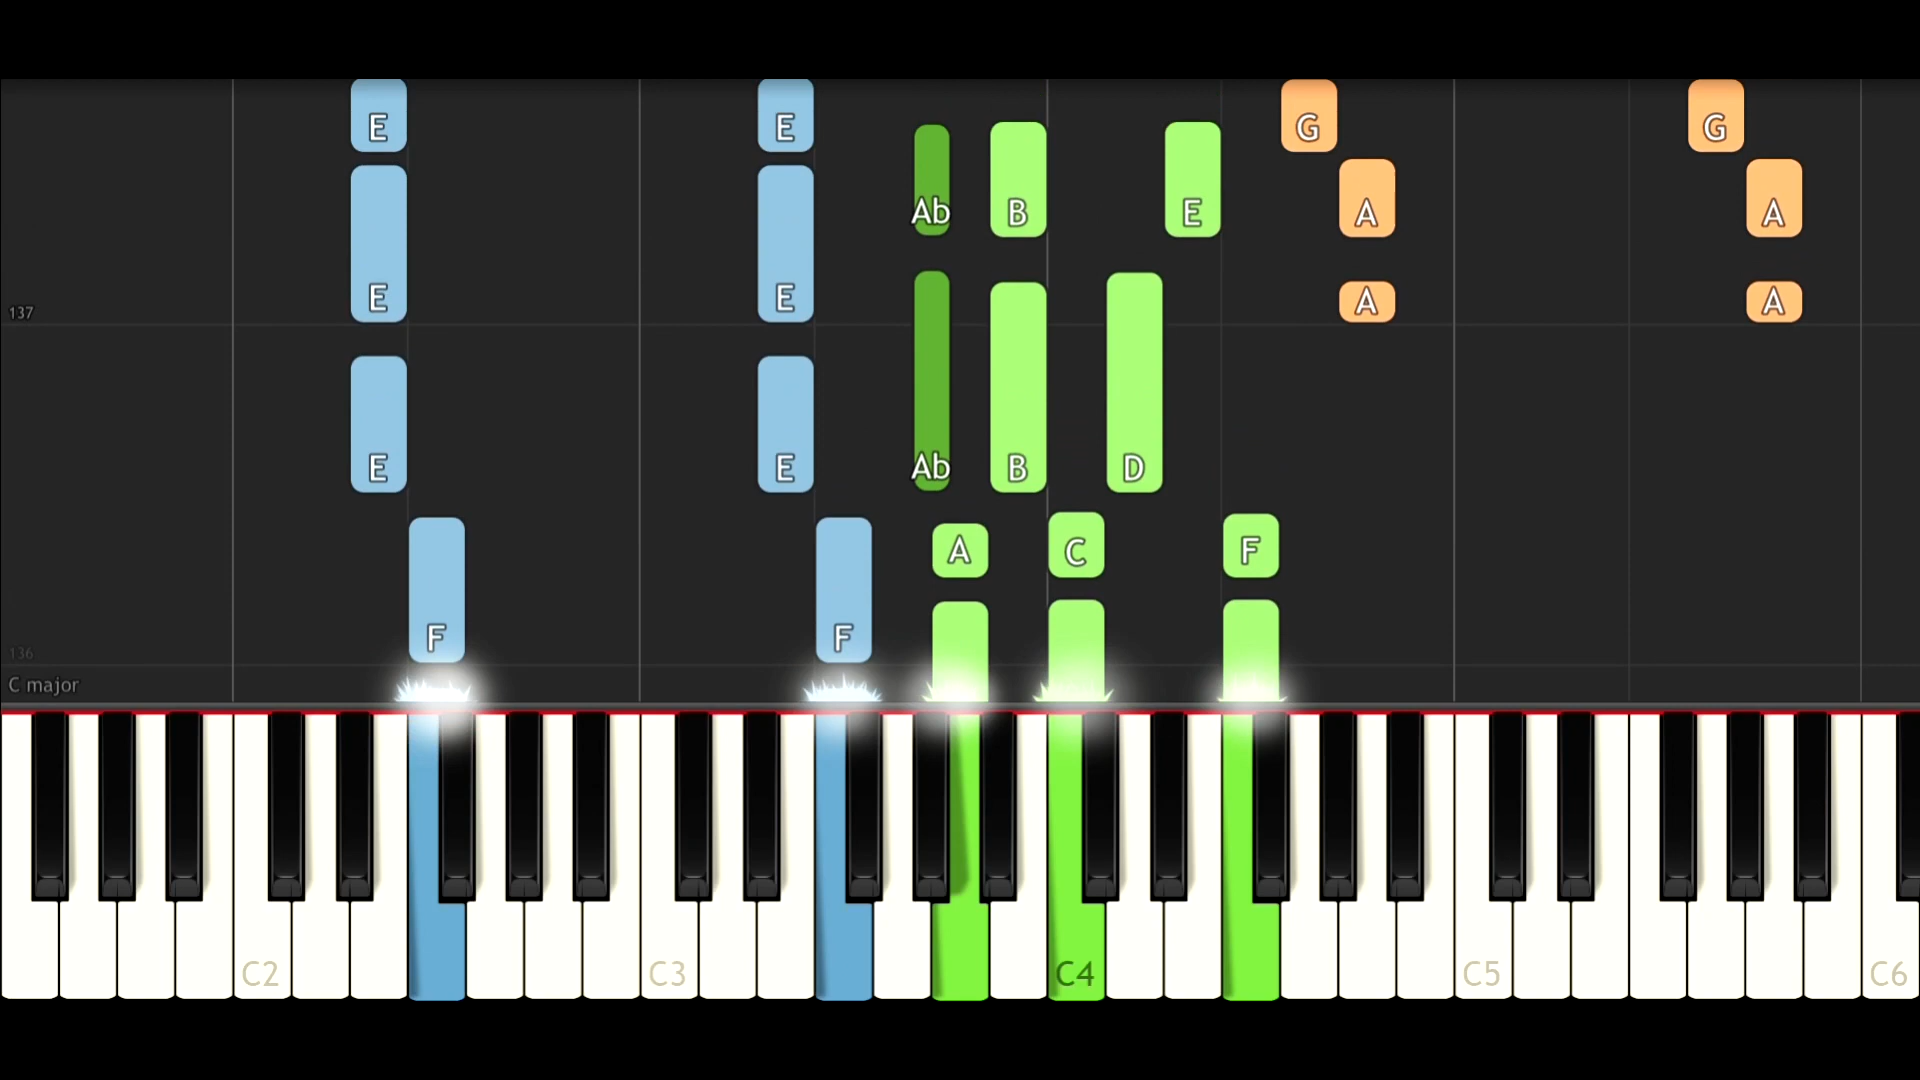 E E G G
Ab B E A A
E E A A
137
E E Ab B D
A C F
F F
136
C major
C2 C3 C4 C5 C6